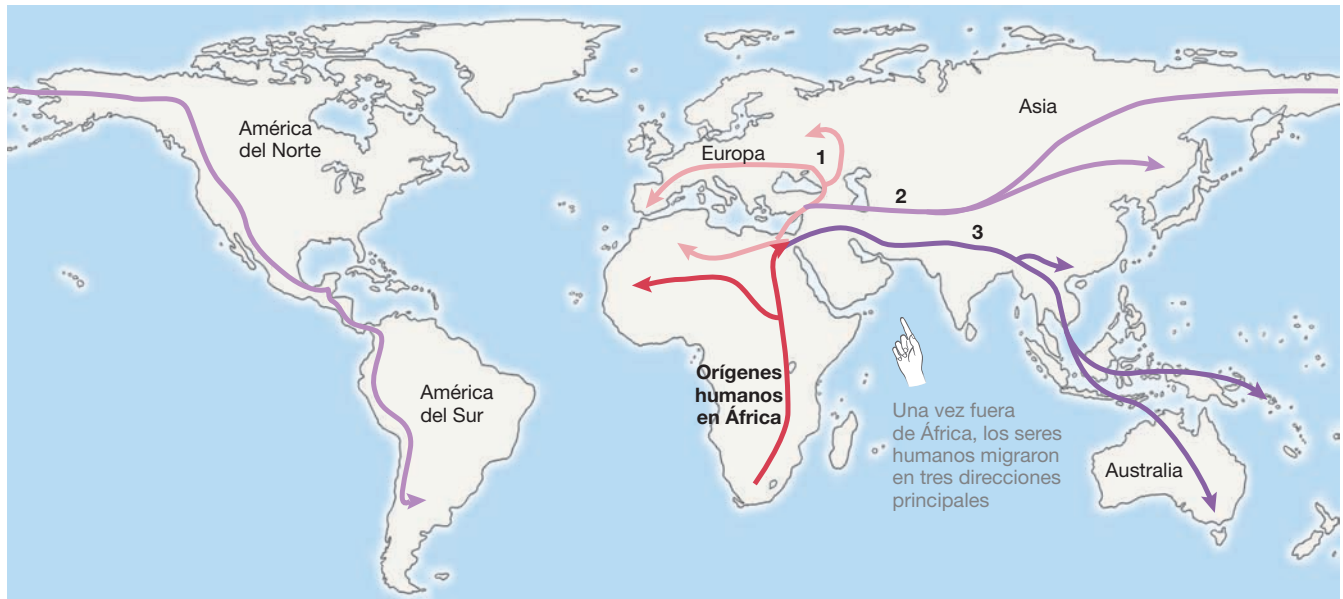 América
del Norte
Europa
1
Asia
2
3
Orígenes
humanos
en África
América
del Sur
Una vez fuera
de África, los seres
humanos migraron
en tres direcciones
principales
Australia